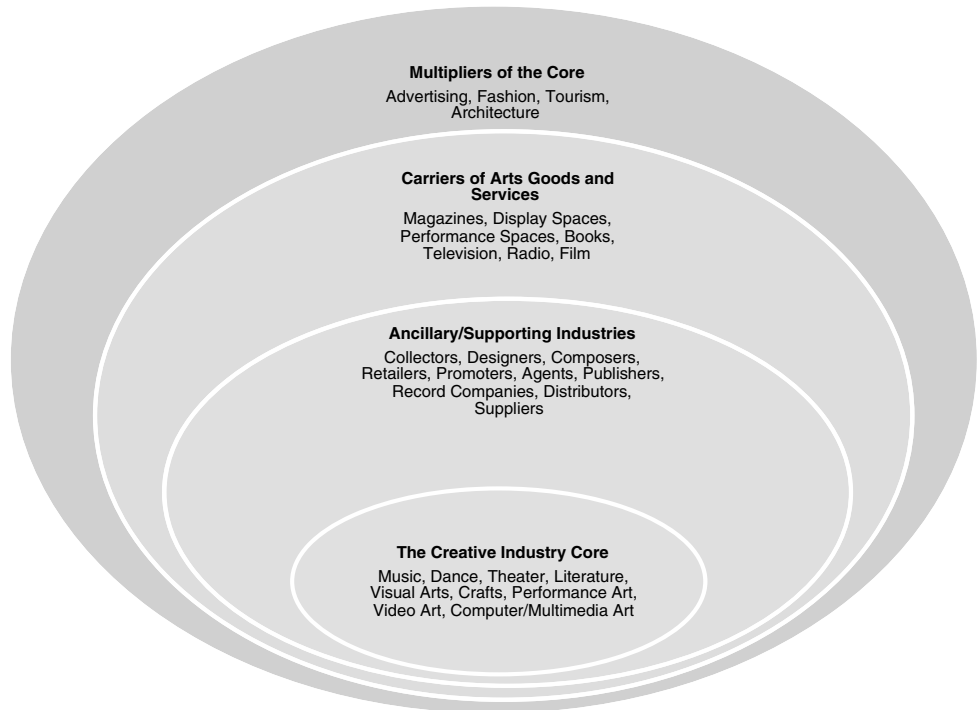 Multipliers of the Core
Advertising, Fashion, Tourism,
Architecture
Carriers of Arts Goods and
Services
Magazines, Display Spaces,
Performance Spaces, Books,
Television, Radio, Film
Ancillary/Supporting Industries
Collectors, Designers, Composers,
Retailers, Promoters, Agents, Publishers,
Record Companies, Distributors,
Suppliers
The Creative Industry Core
Music, Dance, Theater, Literature,
Visual Arts, Crafts, Performance Art,
Video Art, Computer/Multimedia Art